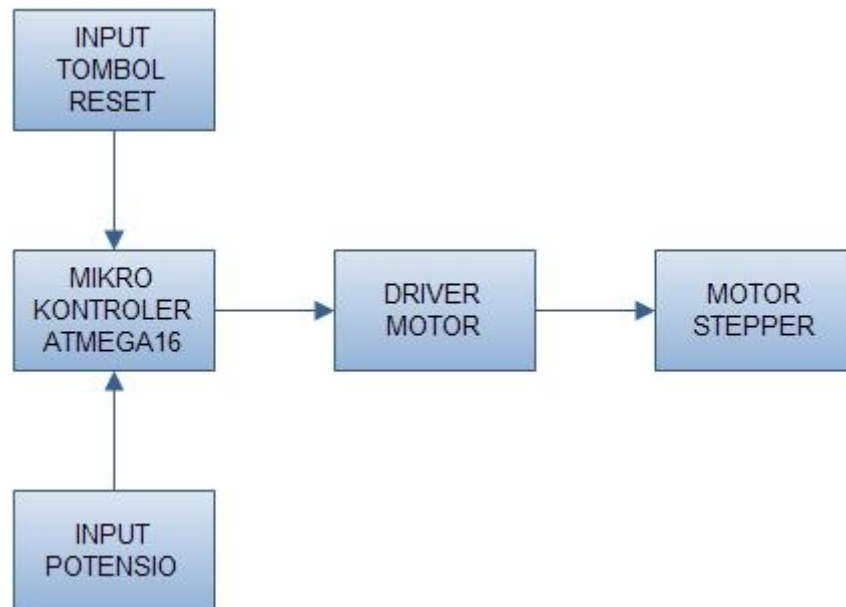 INPUT
TOMBOL
RESET
MIKRO
KONTROLER
ATMEGA16
DRIVER
MOTOR
MOTOR
STEPPER
INPUT
POTENSIO